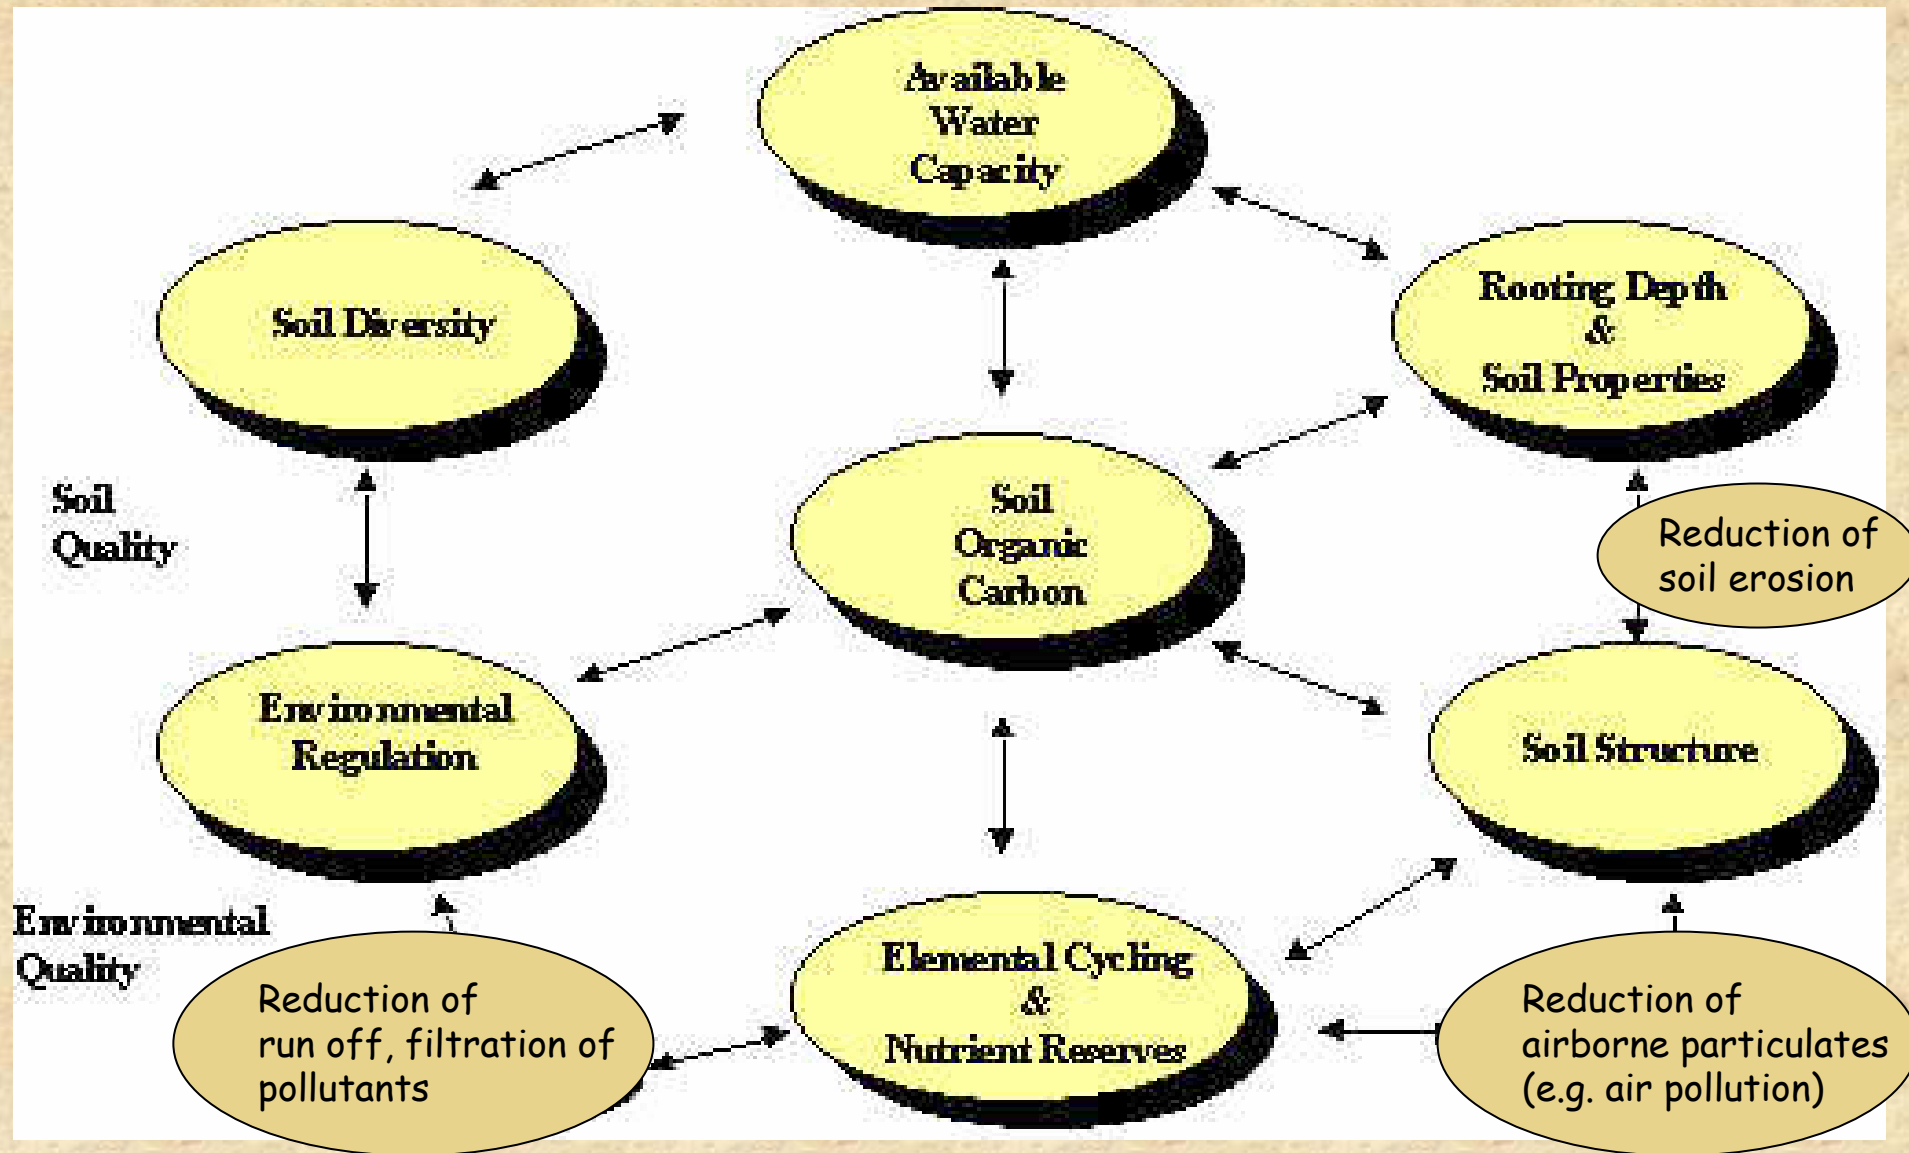 Available
Water
Capacity
Soil Diversity
Rooting Depth
&
Soil Properties
Soil
Quality
Soil
Organic
Carbon
Reduction of
soil erosion
Environmental
Regulation
Soil Structure
Environmental
Quality
Elemental Cycling
&
Nutrient Reserves
Reduction of
run off, filtration of
pollutants
Reduction of
airborne particulates
(e.g. air pollution)